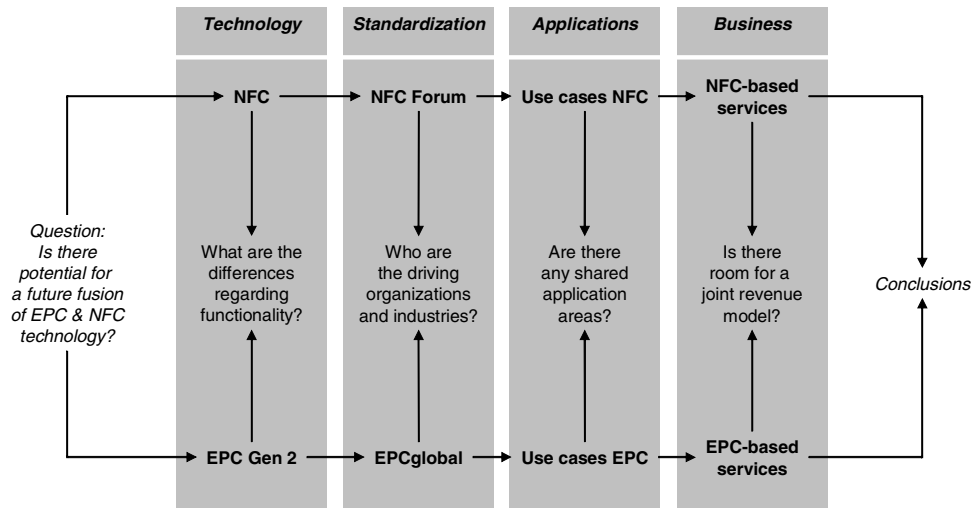 Technology
Standardization
Applications
Business
NFC
NFC Forum
Use cases NFC
NFC-based
services
Question:
Is there
potential for
a future fusion
of EPC & NFC
technology?
What are the
differences
regarding
functionality?
Who are
the driving
organizations
and industries?
Are there
any shared
application
areas?
Is there
room for a
joint revenue
model?
Conclusions
EPC Gen 2
EPCglobal
Use cases EPC
EPC-based
services